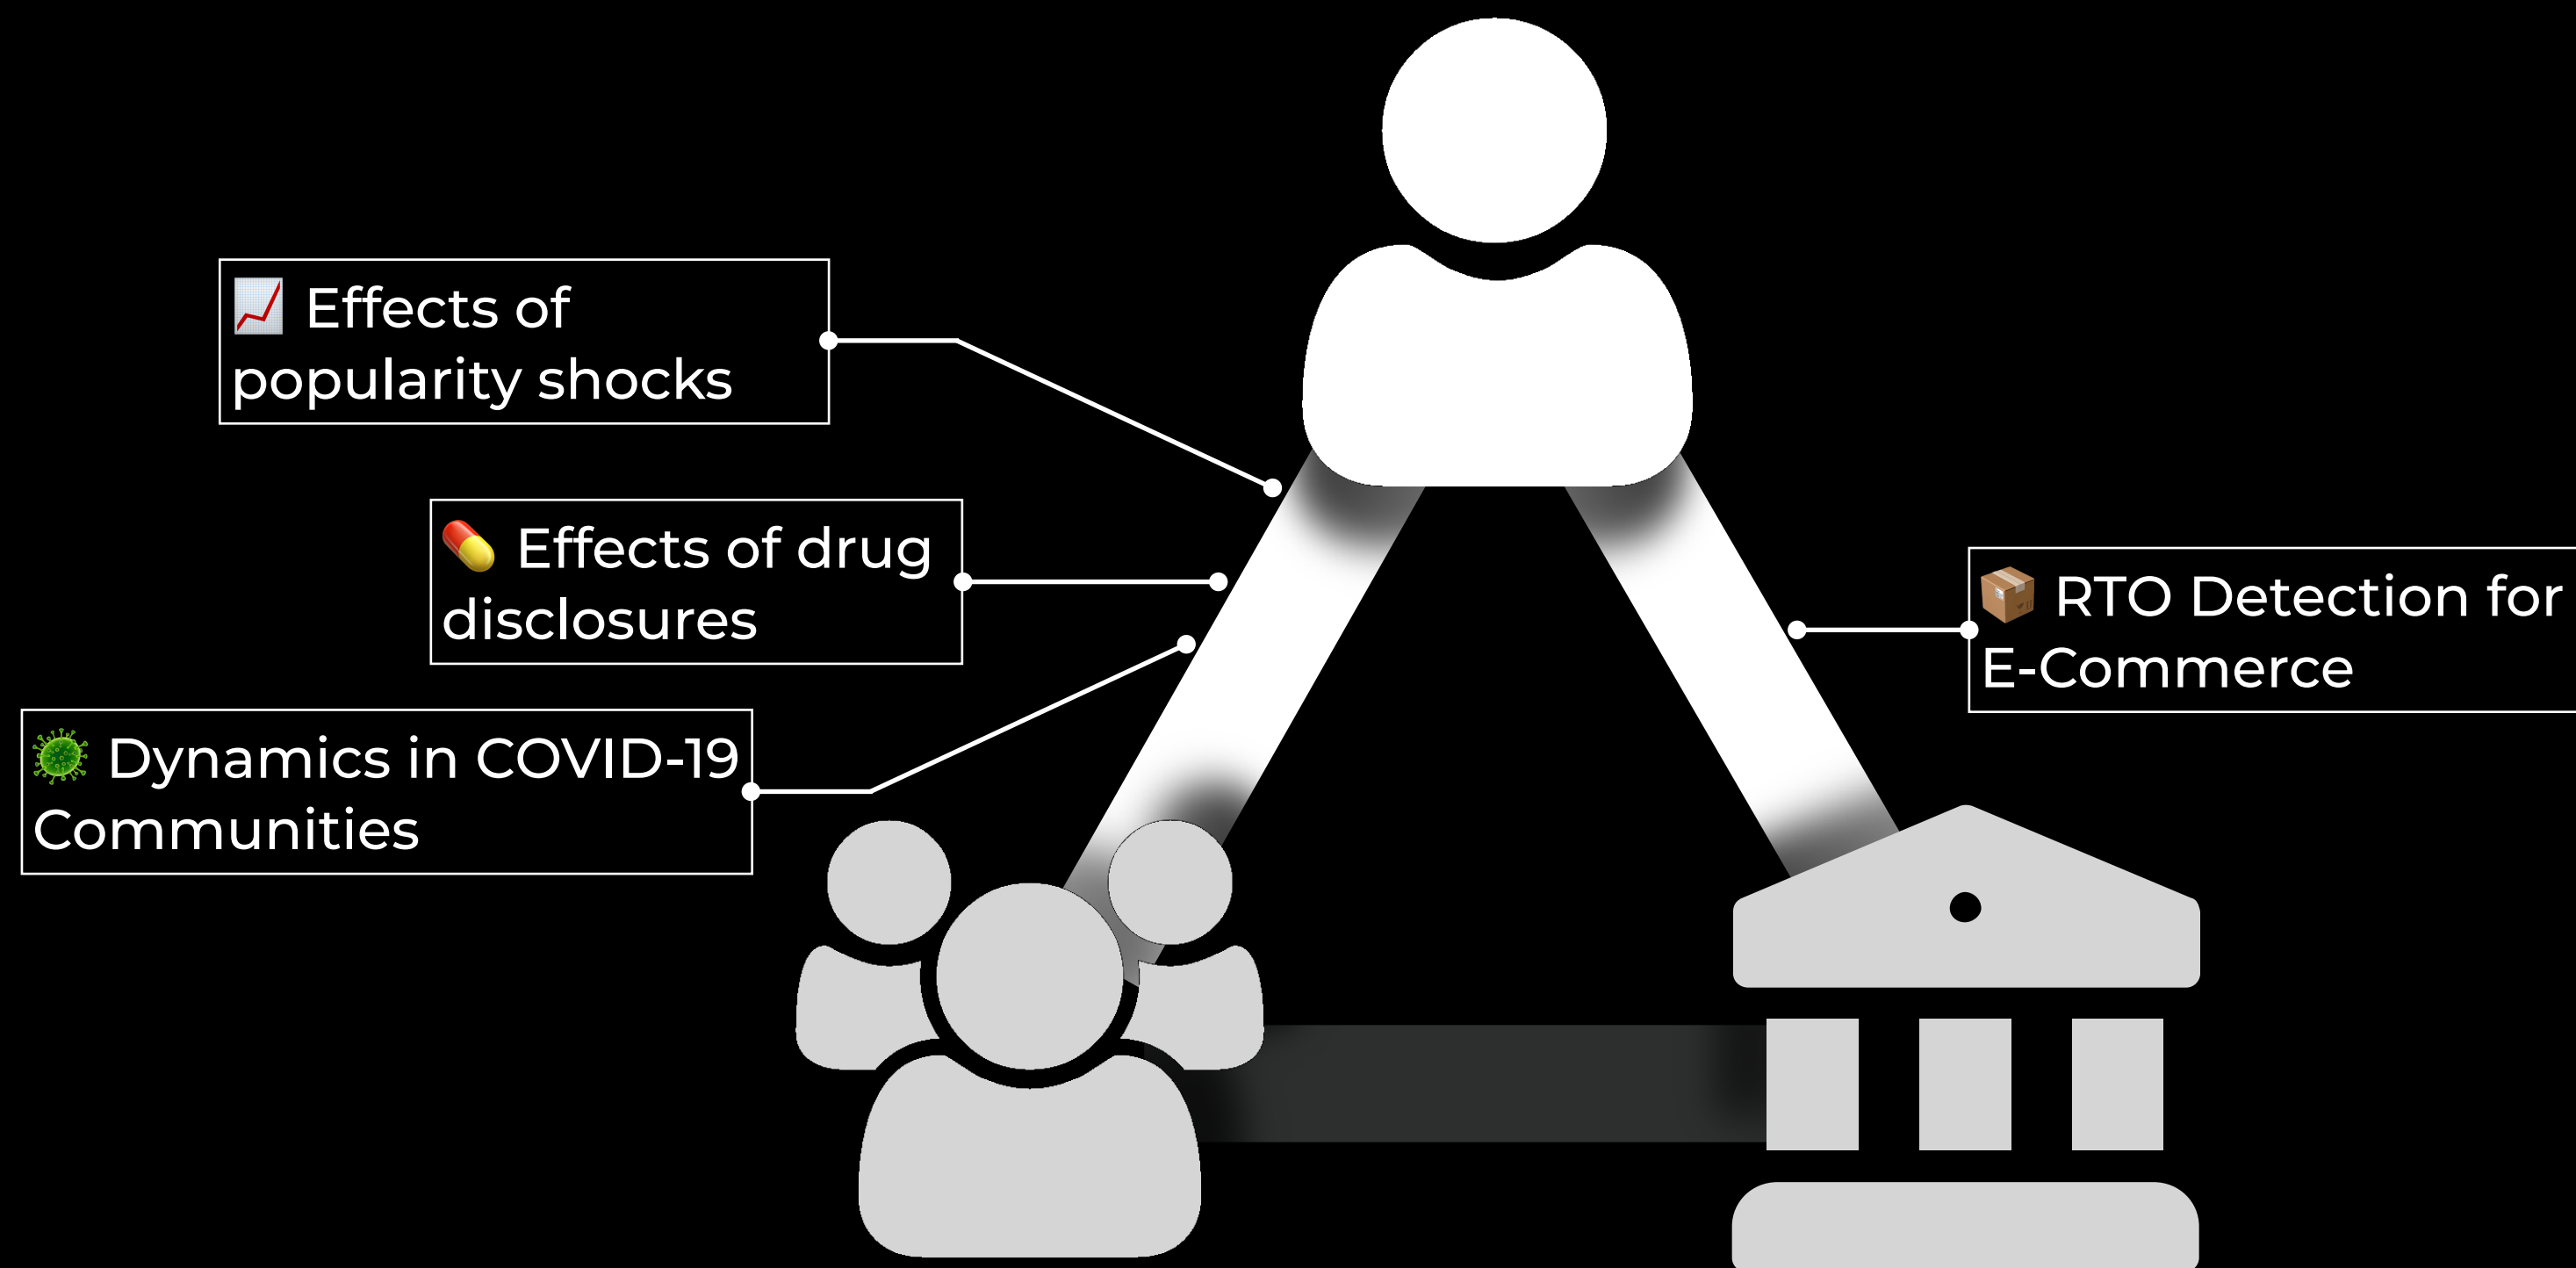 📈 Effects of
popularity shocks
💊 Effects of drug
disclosures
🦠 Dynamics in COVID-19
Communities
📦 RTO Detection for
E-Commerce